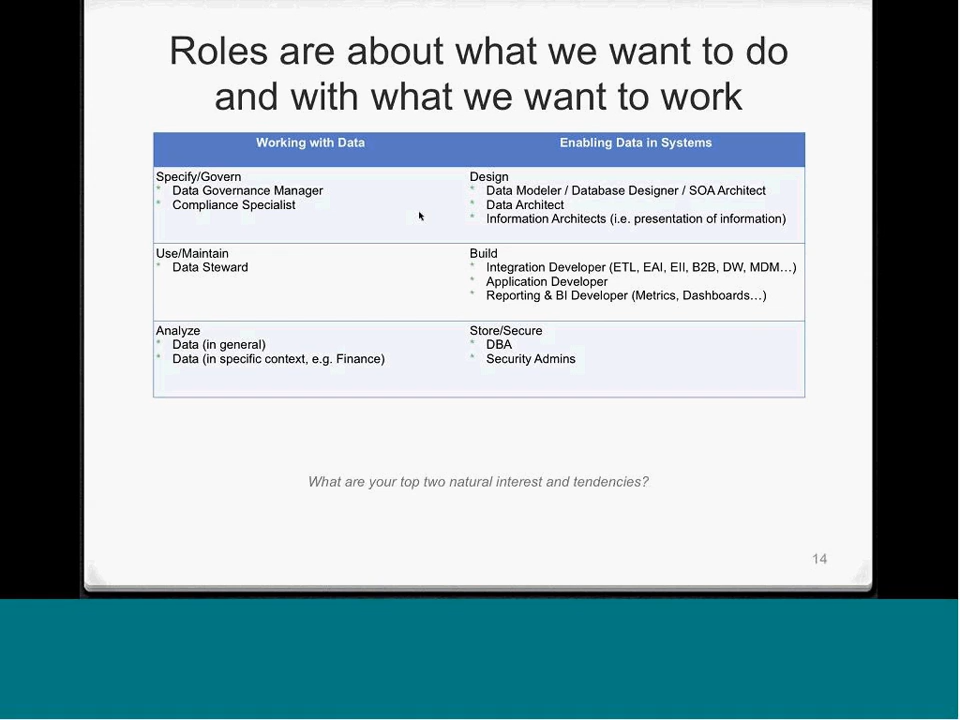 Roles are about what we want to do
and with what we want to work
Working with Data
Enabling Data in Systems
Specify/Govern
* Data Governance Manager
* Compliance Specialist
Design
* Data Modeler / Database Designer / SOA Architect
* Data Architect
* Information Architects (i.e. presentation of information)
Use/Maintain
* Data Steward
Build
* Integration Developer (ETL, EAI, EII, B2B, DW, MDM…)
* Application Developer
* Reporting & BI Developer (Metrics, Dashboards…)
Analyze
* Data (in general)
* Data (in specific context, e.g. Finance)
Store/Secure
* DBA
* Security Admins
What are your top two natural interest and tendencies?
14